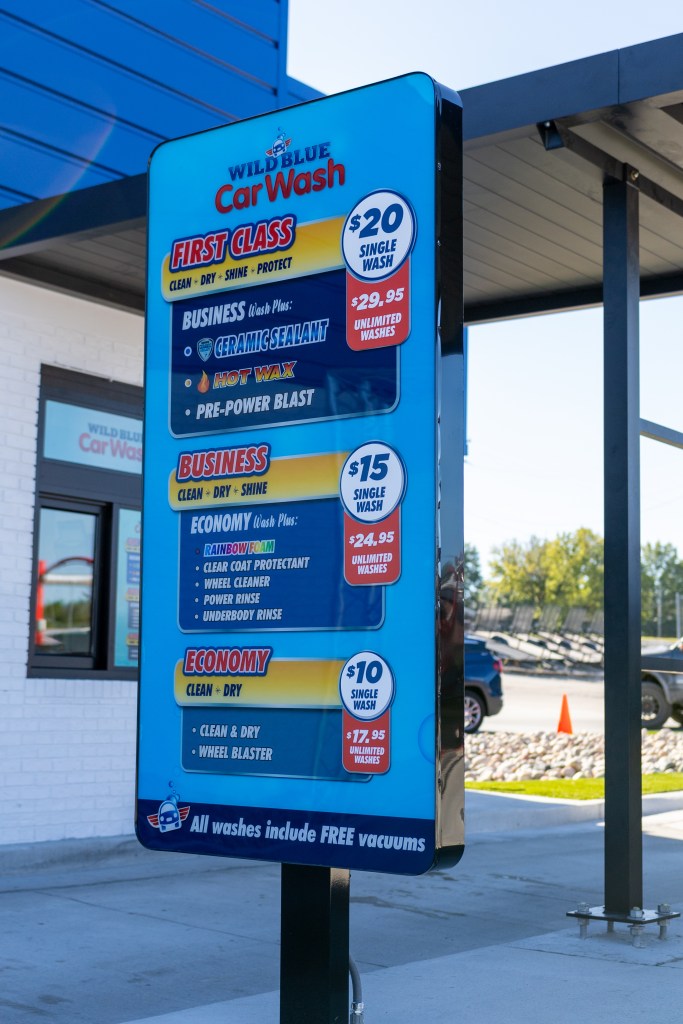 WILD BLUE
Car Wash
FIRST CLASS
CLEAN + DRY + SHINE + PROTECT
$20
SINGLE
WASH
$29.95
UNLIMITED
WASHES
BUSINESS Wash Plus:
• CERAMIC SEALANT
• HOT WAX
• PRE-POWER BLAST
BUSINESS
CLEAN + DRY + SHINE
$15
SINGLE
WASH
$24.95
UNLIMITED
WASHES
ECONOMY Wash Plus:
• RAINBOW FOAM
• CLEAR COAT PROTECTANT
• WHEEL CLEANER
• POWER RINSE
• UNDERBODY RINSE
ECONOMY
CLEAN + DRY
$10
SINGLE
WASH
$17.95
UNLIMITED
WASHES
• CLEAN & DRY
• WHEEL BLASTER
All washes include FREE vacuums
WILD BLUE
Car Wash